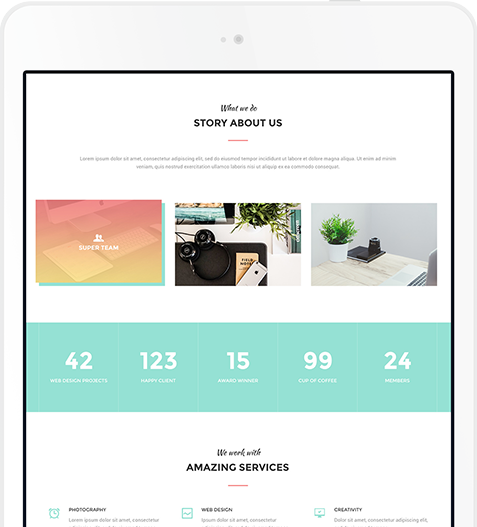 What we do
STORY ABOUT US
Lorem ipsum dolor sit amet, consectetur adipiscing elit, sed do eiusmod tempor incididunt ut labore et dolore magna aliqua. Ut enim ad minim
veniam, quis nostrud exercitation ullamco laboris nisi ut aliquip ex ea commodo consequat.
SUPER TEAM
FIELD
NOTES
42 123 15 99 24
WEB DESIGN PROJECTS HAPPY CLIENT AWARD WINNER CUP OF COFFEE MEMBERS
We work with
AMAZING SERVICES
PHOTOGRAPHY WEB DESIGN CREATIVITY
Lorem ipsum dolor sit amet, Lorem ipsum dolor sit amet, Lorem ipsum dolor sit amet,